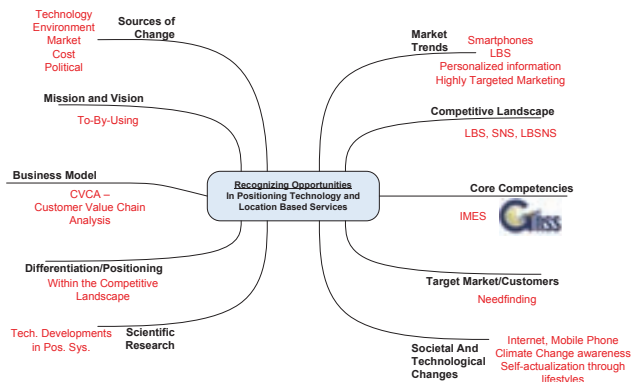 Technology
Environment
Market
Cost
Political
Sources of
Change
Mission and Vision
To-By-Using
Business Model
CVCA –
Customer Value Chain
Analysis
Differentiation/Positioning
Within the Competitive
Landscape
Tech. Developments
in Pos. Sys.
Scientific
Research
Recognizing Opportunities
In Positioning Technology and
Location Based Services
Market
Trends
Smartphones
LBS
Personalized information
Highly Targeted Marketing
Competitive Landscape
LBS, SNS, LBSNS
Core Competencies
IMES
Target Market/Customers
Needfinding
Societal And
Technological
Changes
Internet, Mobile Phone
Climate Change awareness
Self-actualization through
lifestyles